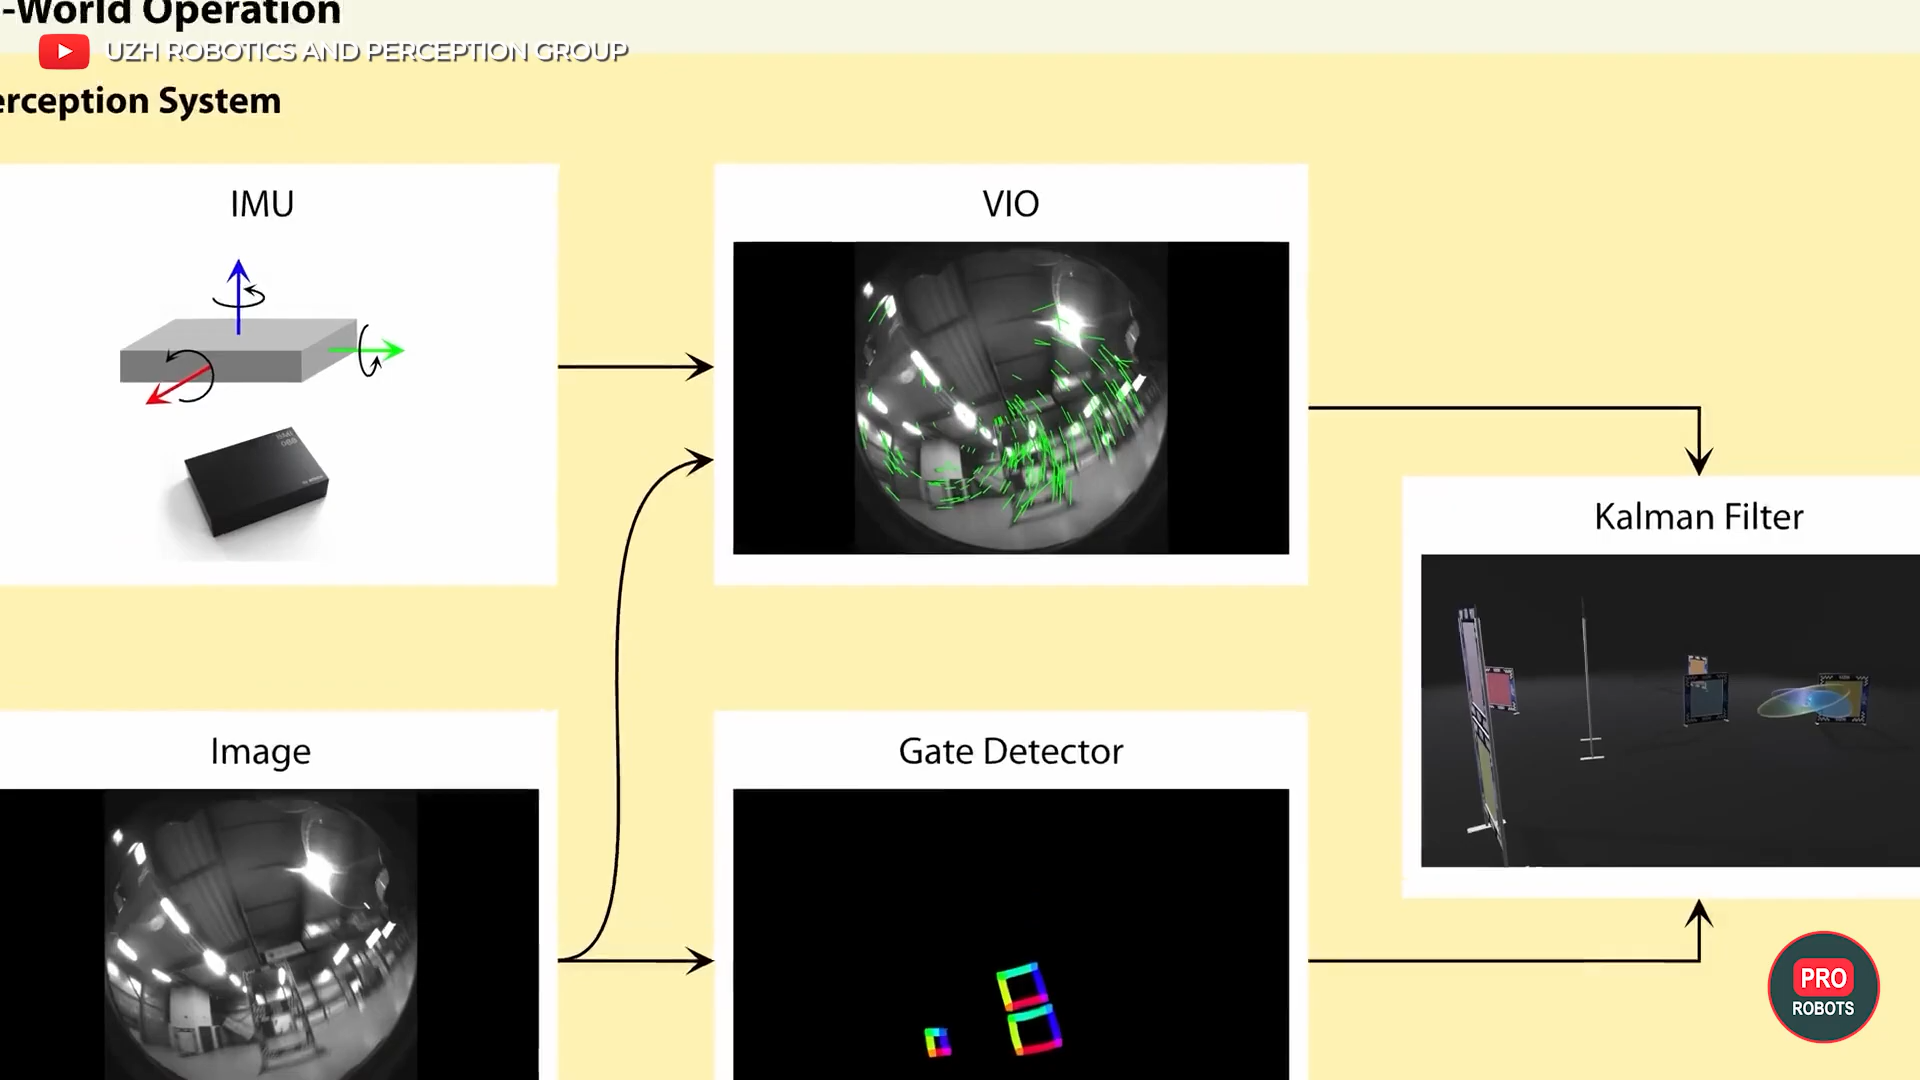 -World Operation
UZH ROBOTICS AND PERCEPTION GROUP
erception System
IMU
VIO
Kalman Filter
Image
Gate Detector
PRO
ROBOTS